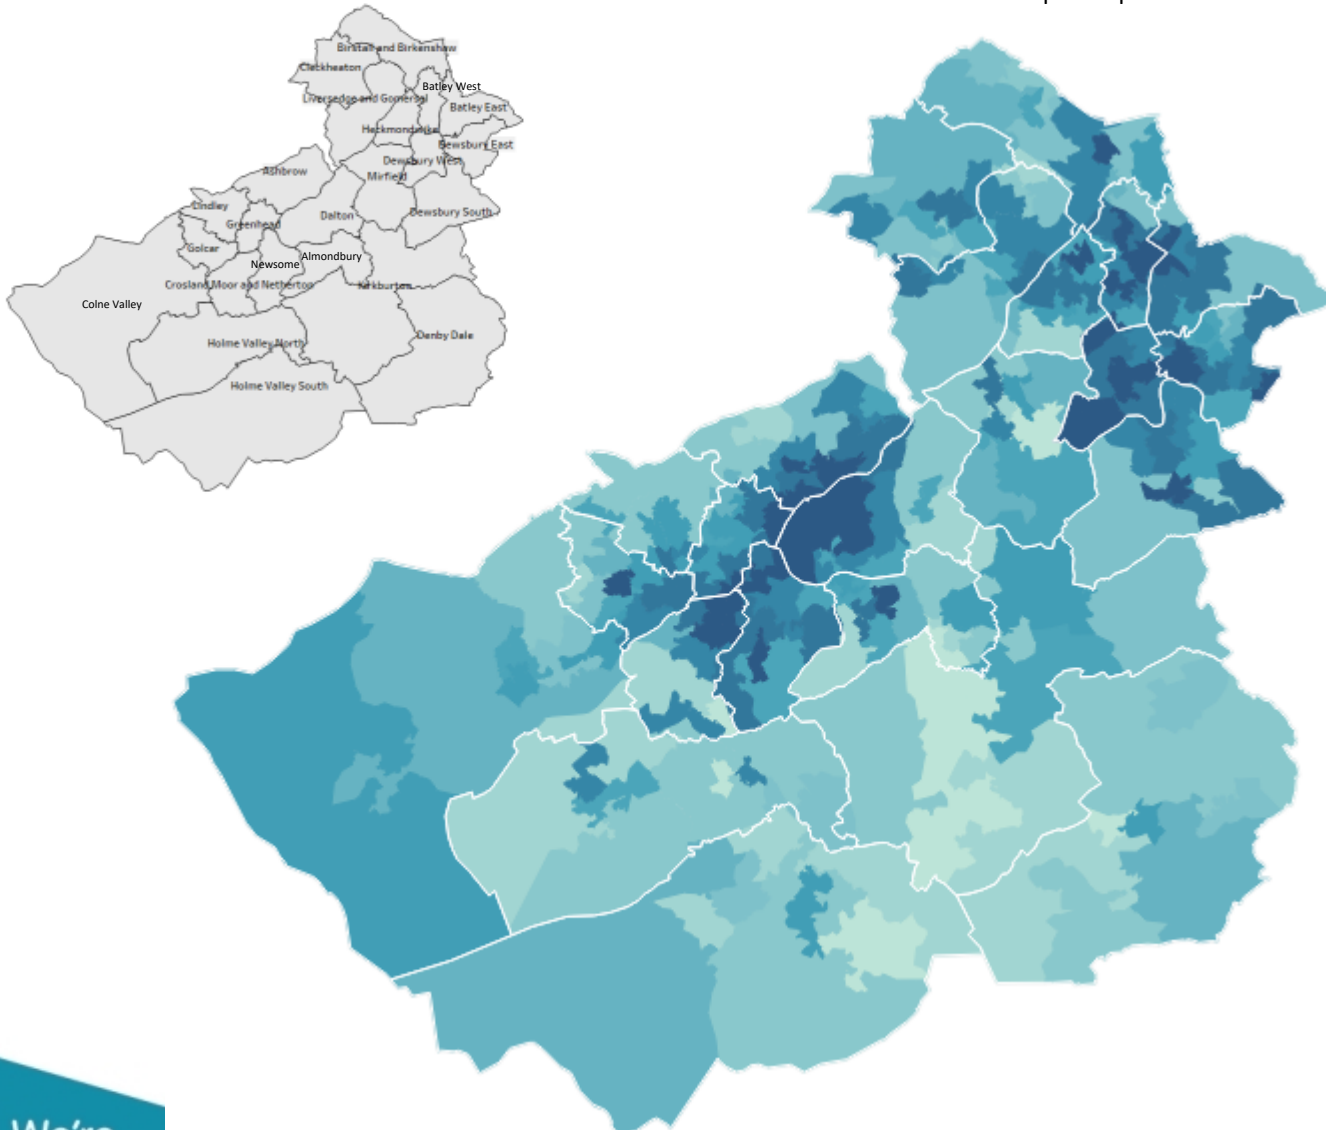 Birstall and Birkenshaw
Cleckheaton
Batley West
Liversedge and Gomersal
Batley East
Heckmondwike
Dewsbury East
Dewsbury West
Ashbrow
Mirfield
Lindley
Dewsbury South
Dalton
Greenhead
Golcar
Almondbury
Newsome
Crosland Moor and Netherton
Kirkburton
Colne Valley
Denby Dale
Holme Valley North
Holme Valley South
We're